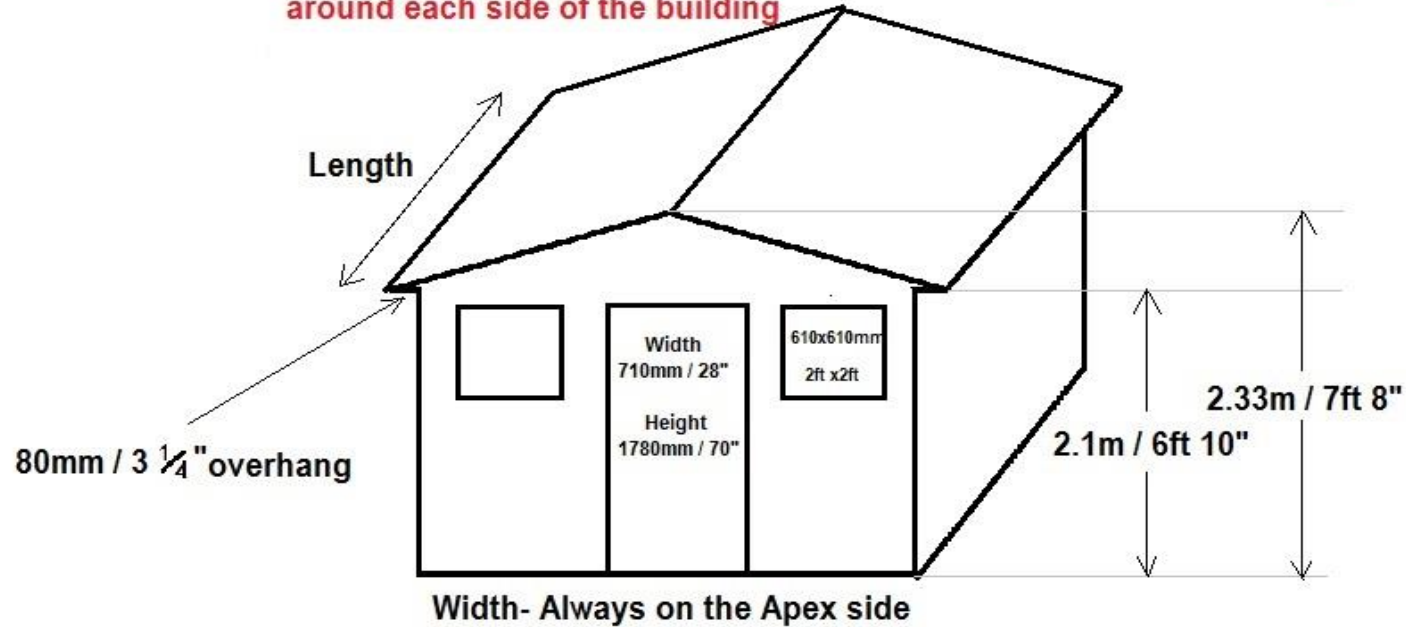 around each side of the building
Length
Width
710mm / 28"
Height
1780mm / 70"
610x610mm
2ft x2ft
2.33m / 7ft 8"
2.1m / 6ft 10"
80mm / 3 ¼"overhang
Width- Always on the Apex side